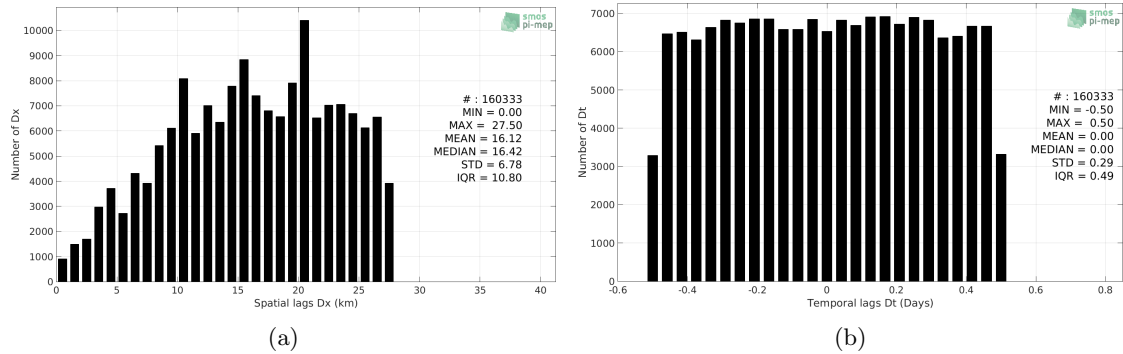 smos
pi-mep
10000
9000
8000
7000
6000
5000
4000
3000
2000
1000
0
Number of Dx
# : 160333
MIN = 0.00
MAX = 27.50
MEAN = 16.12
MEDIAN = 16.42
STD = 6.78
IQR = 10.80
0 5 10 15 20 25 30 35 40
Spatial lags Dx (km)
(a)
smos
pi-mep
7000
6000
5000
4000
3000
2000
1000
0
Number of Dt
# : 160333
MIN = -0.50
MAX = 0.50
MEAN = 0.00
MEDIAN = 0.00
STD = 0.29
IQR = 0.49
-0.6 -0.4 -0.2 0 0.2 0.4 0.6 0.8
Temporal lags Dt (Days)
(b)